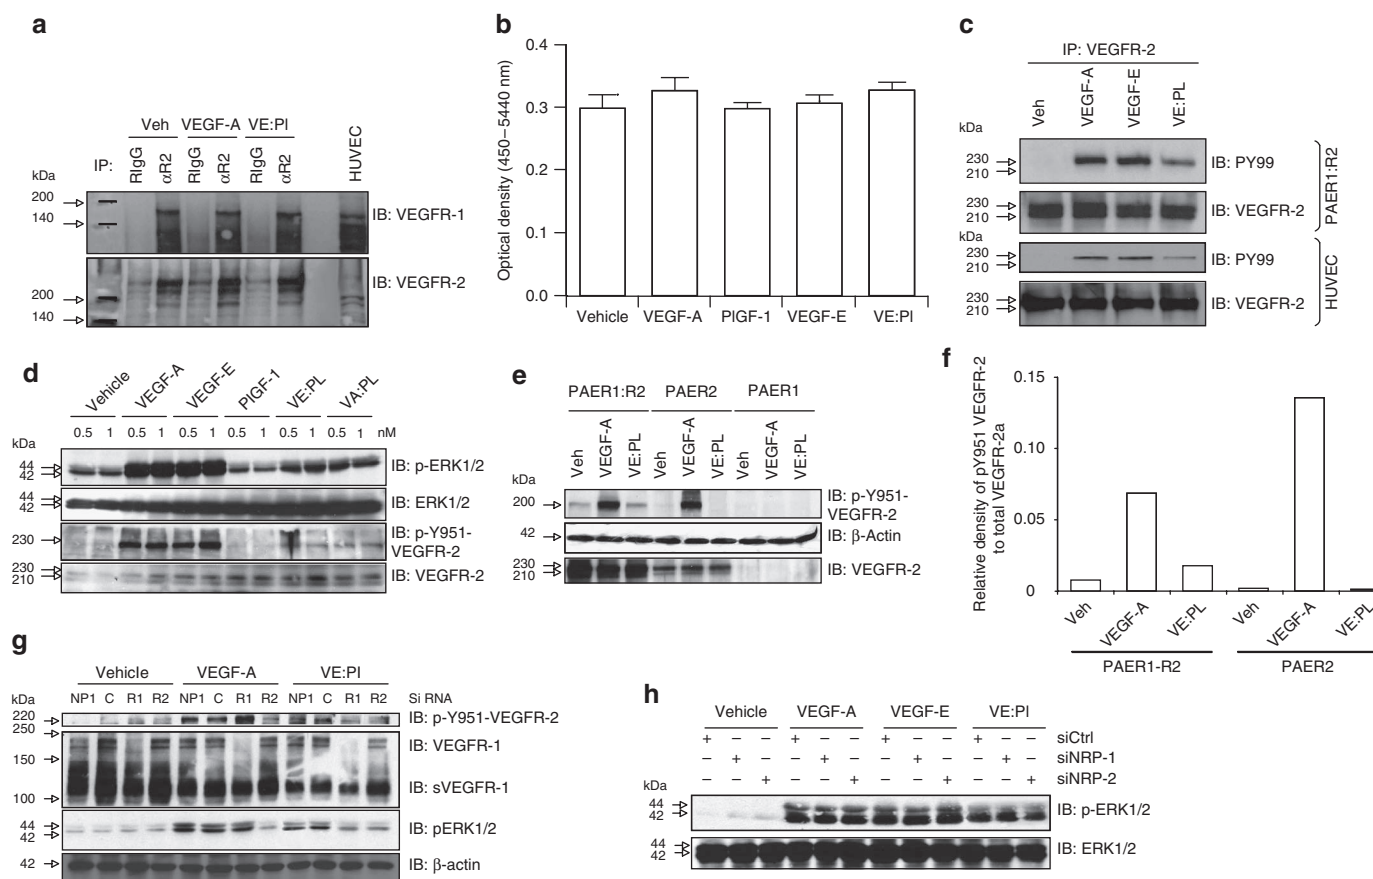 a
Veh VEGF-A VE:Pl
kDa
IP: RIgG αR2 RIgG αR2 RIgG αR2 HUVEC
200
140
IB: VEGFR-1
200
140
IB: VEGFR-2
b
Optical density (450–5440 nm)
0.4
0.3
0.2
0.1
0.0
Vehicle VEGF-A PlGF-1 VEGF-E VE:Pl
c
IP: VEGFR-2
Veh VEGF-A VEGF-E VE:PL
kDa
230
210
IB: PY99
230
210
IB: VEGFR-2
PAER1:R2
kDa
230
210
IB: PY99
230
210
IB: VEGFR-2
HUVEC
d
Vehicle VEGF-A VEGF-E PlGF-1 VE:PL VA:PL
0.5 1 0.5 1 0.5 1 0.5 1 0.5 1 0.5 1 nM
kDa
44
42
IB: p-ERK1/2
44
42
IB: ERK1/2
230
IB: p-Y951-
VEGFR-2
230
210
IB: VEGFR-2
e
PAER1:R2 PAER2 PAER1
Veh VEGF-A VE:PL Veh VEGF-A VE:PL Veh VEGF-A VE:PL
kDa
200
IB: p-Y951-
VEGFR-2
42
IB: β-Actin
230
210
IB: VEGFR-2
f
Relative density of pY951 VEGFR-2
to total VEGFR-2a
0.15
0.10
0.05
0
Veh VEGF-A VE:PL Veh VEGF-A VE:PL
PAER1-R2 PAER2
g
Vehicle VEGF-A VE:Pl
kDa
NP1 C R1 R2 NP1 C R1 R2 NP1 C R1 R2 Si RNA
220
IB: p-Y951-VEGFR-2
250
IB: VEGFR-1
150
IB: sVEGFR-1
100
44
42
IB: pERK1/2
42
IB: β-actin
h
Vehicle VEGF-A VEGF-E VE:Pl
+ – – + – – + – – + – – siCtrl
– + – – + – – + – – + – siNRP-1
– – + – – + – – + – – + siNRP-2
kDa
44
42
IB: p-ERK1/2
44
42
IB: ERK1/2